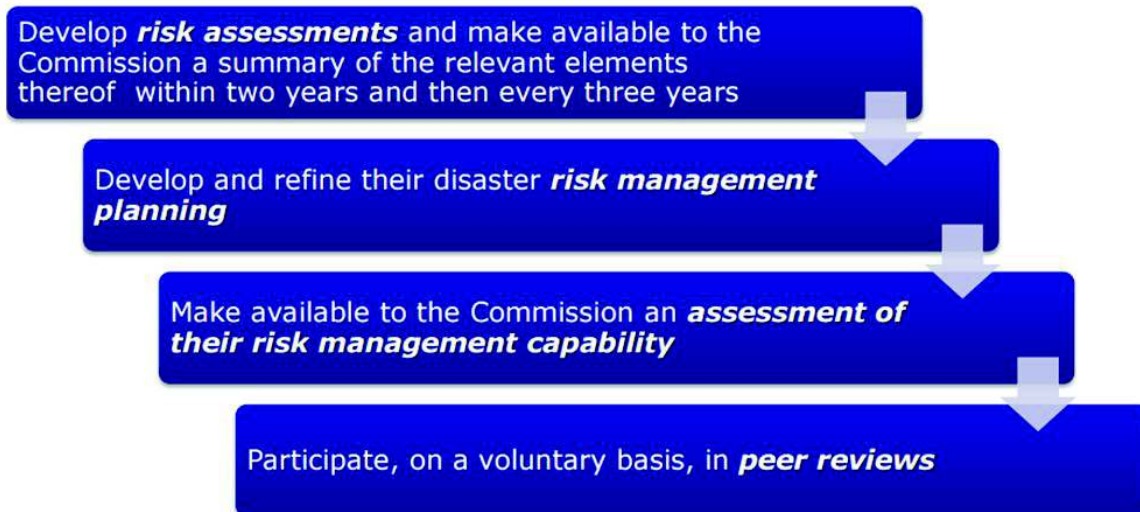 Develop risk assessments and make available to the
Commission a summary of the relevant elements
thereof within two years and then every three years
Develop and refine their disaster risk management
planning
Make available to the Commission an assessment of
their risk management capability
Participate, on a voluntary basis, in peer reviews